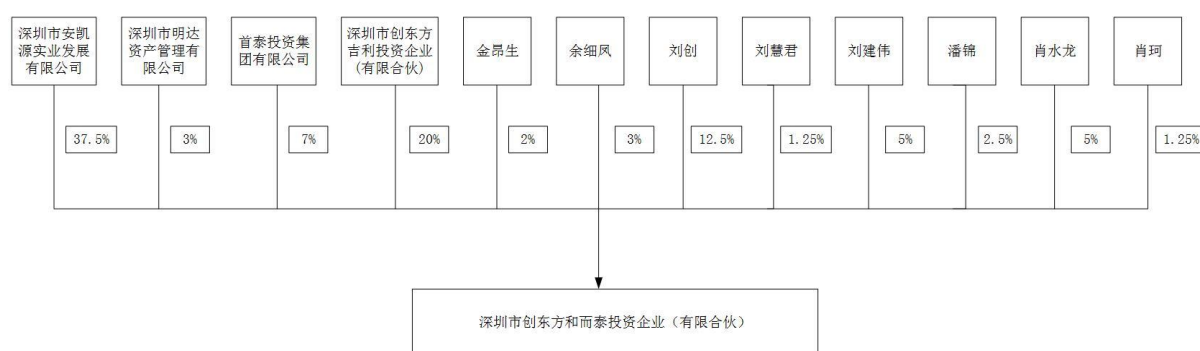 深圳市安凯
源实业发展
有限公司
深圳市明达
资产管理有
限公司
首泰投资集
团有限公司
深圳市创东方
吉利投资企业
(有限合伙)
金昂生
余细凤
刘创
刘慧君
刘建伟
潘锦
肖水龙
肖珂
37.5%
3%
7%
20%
2%
3%
12.5%
1.25%
5%
2.5%
5%
1.25%
深圳市创东方和而泰投资企业（有限合伙）